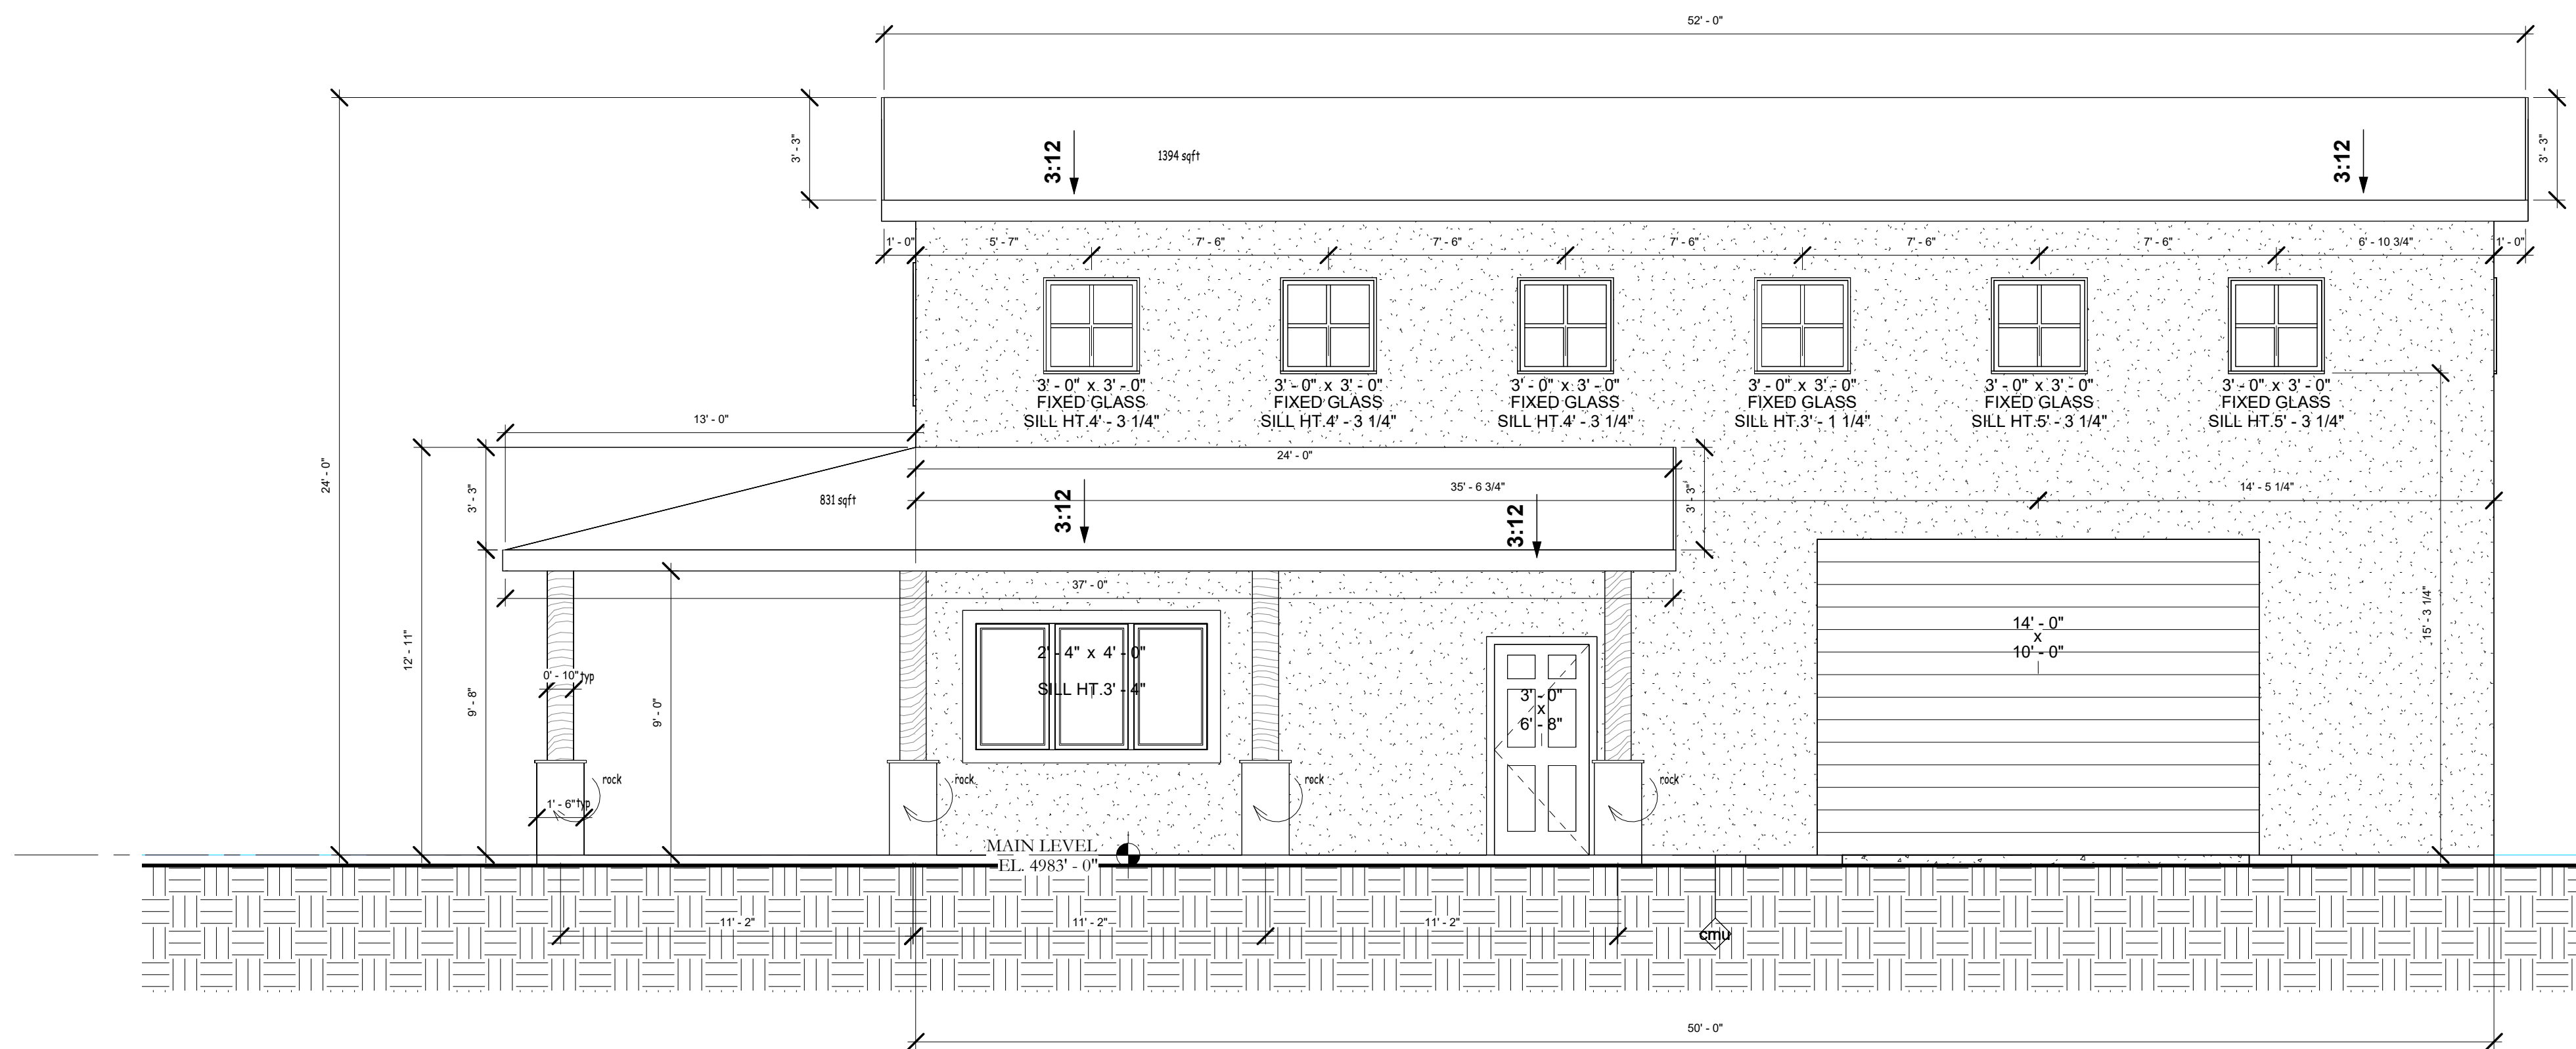 52' - 0"
3' - 3"
3:12
1394 sqft
3:12
3' - 3"
1' - 0"
5' - 7"
7' - 6"
7' - 6"
7' - 6"
7' - 6"
7' - 6"
6' - 10 3/4"
1' - 0"
3' - 0" x 3' - 0"
FIXED GLASS
SILL HT.4' - 3 1/4"
3' - 0" x 3' - 0"
FIXED GLASS
SILL HT.4' - 3 1/4"
3' - 0" x 3' - 0"
FIXED GLASS
SILL HT.4' - 3 1/4"
3' - 0" x 3' - 0"
FIXED GLASS
SILL HT.3' - 1 1/4"
3' - 0" x 3' - 0"
FIXED GLASS
SILL HT.5' - 3 1/4"
3' - 0" x 3' - 0"
FIXED GLASS
SILL HT.5' - 3 1/4"
13' - 0"
24' - 0"
24' - 0"
3' - 3"
831 sqft
3:12
35' - 6 3/4"
3:12
3' - 3"
14' - 5 1/4"
37' - 0"
12' - 11"
9' - 8"
9' - 0"
0' - 10" typ
2' - 4" x 4' - 0"
SILL HT.3' - 4"
3' - 0"
x
6' - 8"
14' - 0"
x
10' - 0"
15' - 3 1/4"
rock
rock
rock
rock
1' - 6" typ
MAIN LEVEL
EL. 4983' - 0"
11' - 2"
11' - 2"
11' - 2"
cmu
50' - 0"